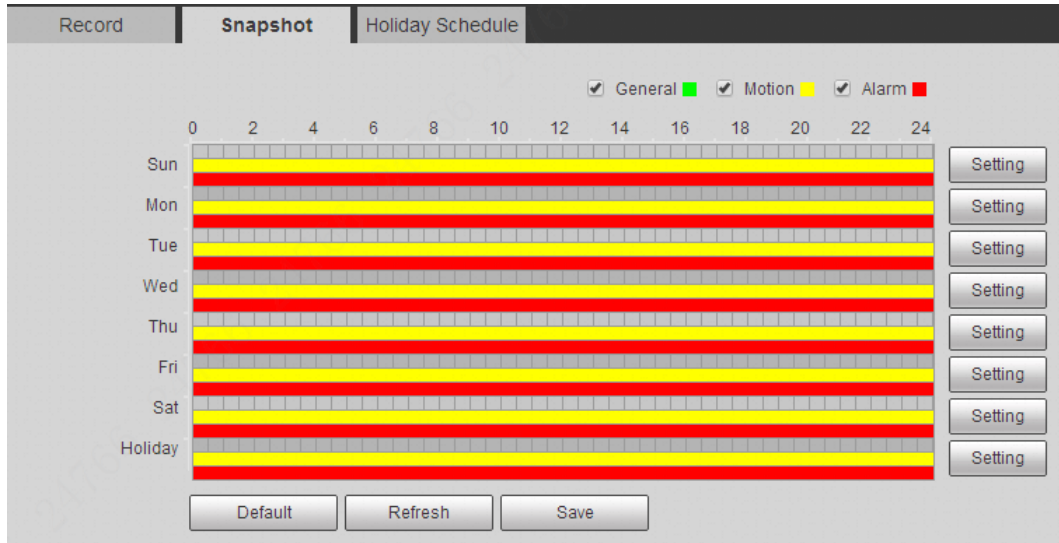 Record Snapshot Holiday Schedule
General Motion Alarm
0 2 4 6 8 10 12 14 16 18 20 22 24
Sun Setting
Mon Setting
Tue Setting
Wed Setting
Thu Setting
Fri Setting
Sat Setting
Holiday Setting
Default Refresh Save